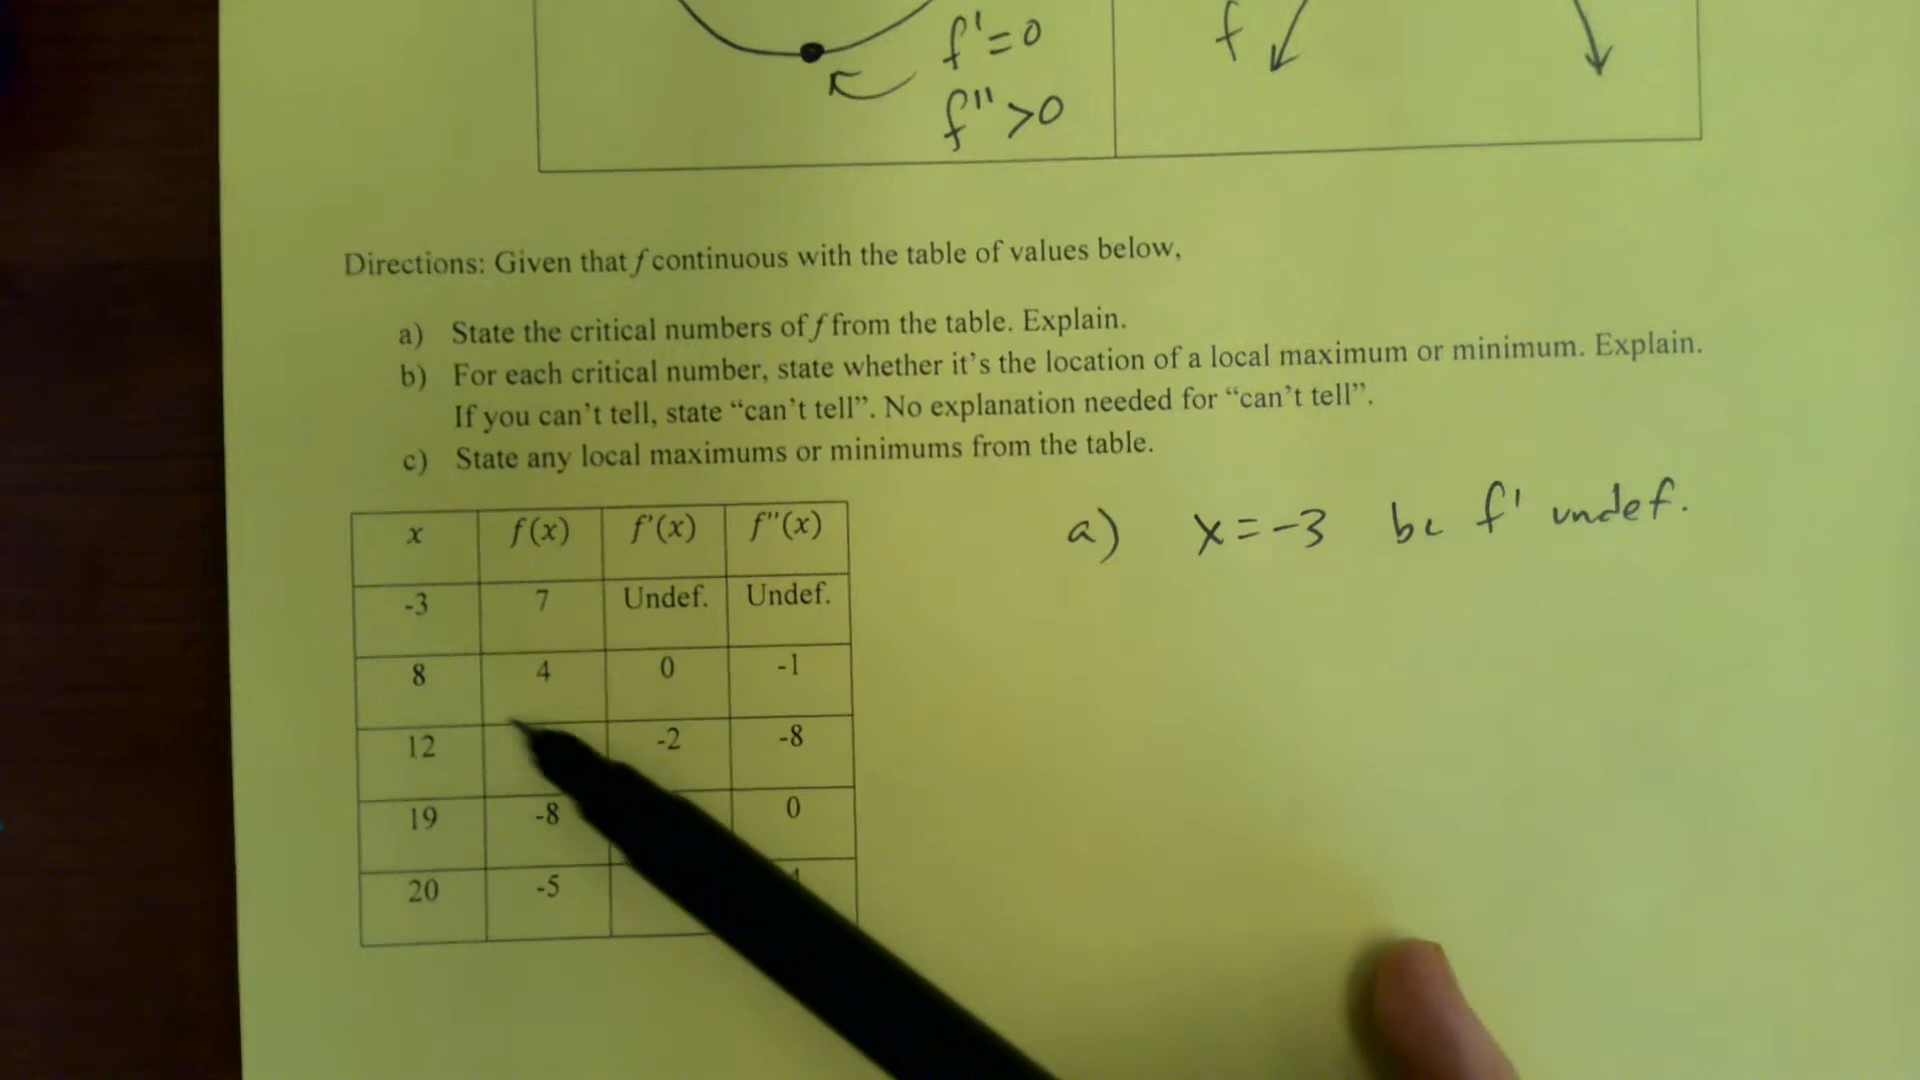 f'=0
f
f">0
Directions: Given that f continuous with the table of values below,
a) State the critical numbers of f from the table. Explain.
b) For each critical number, state whether it's the location of a local maximum or minimum. Explain.
If you can't tell, state “can't tell”. No explanation needed for “can't tell”.
c) State any local maximums or minimums from the table.
a) x=-3 bc f' undef.
x f(x) f'(x) f"(x)
-3 7 Undef. Undef.
8 4 0 -1
12 -2 -8
19 -8 0
20 -5